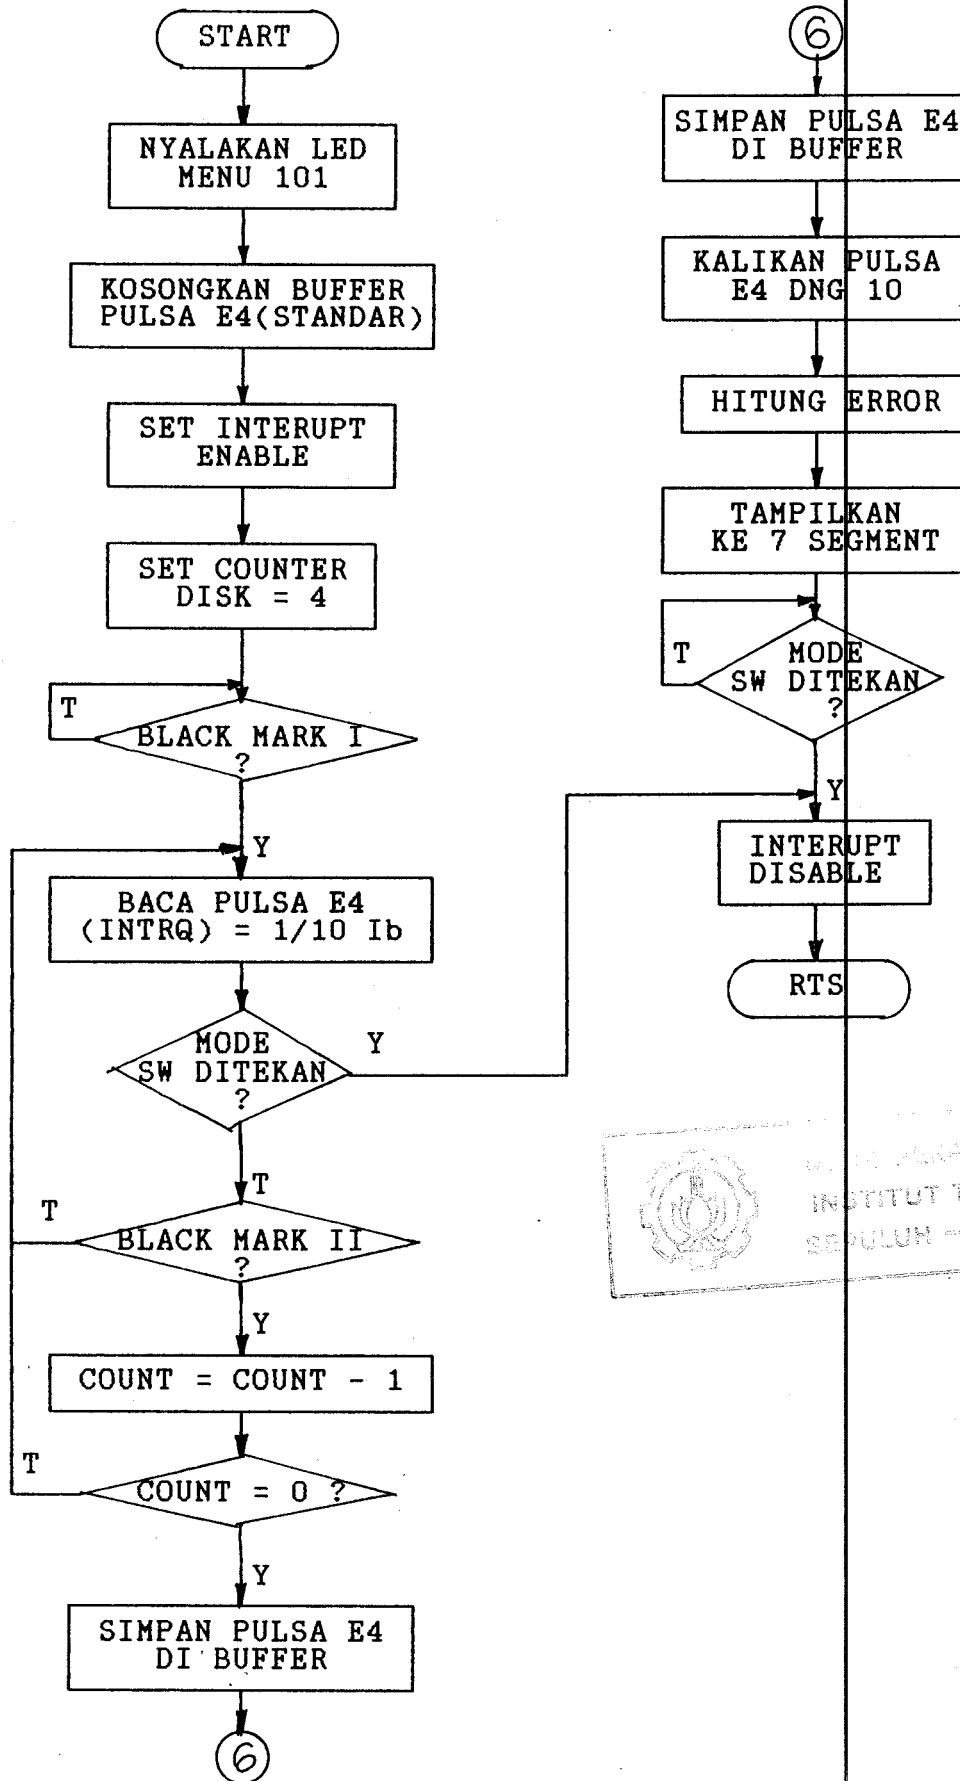 START
NYALAKAN LED
MENU 101
KOSONGKAN BUFFER
PULSA E4(STANDAR)
SET INTERUPT
ENABLE
SET COUNTER
DISK = 4
T
BLACK MARK I
?
Y
BACA PULSA E4
(INTRQ) = 1/10 Ib
MODE
SW DITEKAN
?
Y
T
T
BLACK MARK II
?
Y
COUNT = COUNT - 1
T
COUNT = 0 ?
Y
SIMPAN PULSA E4
DI BUFFER
6
6
SIMPAN PULSA E4
DI BUFFER
KALIKAN PULSA
E4 DNG 10
HITUNG ERROR
TAMPILKAN
KE 7 SEGMENT
T
MODE
SW DITEKAN
?
Y
INTERUPT
DISABLE
RTS
INSTITUT T
SEPULUH